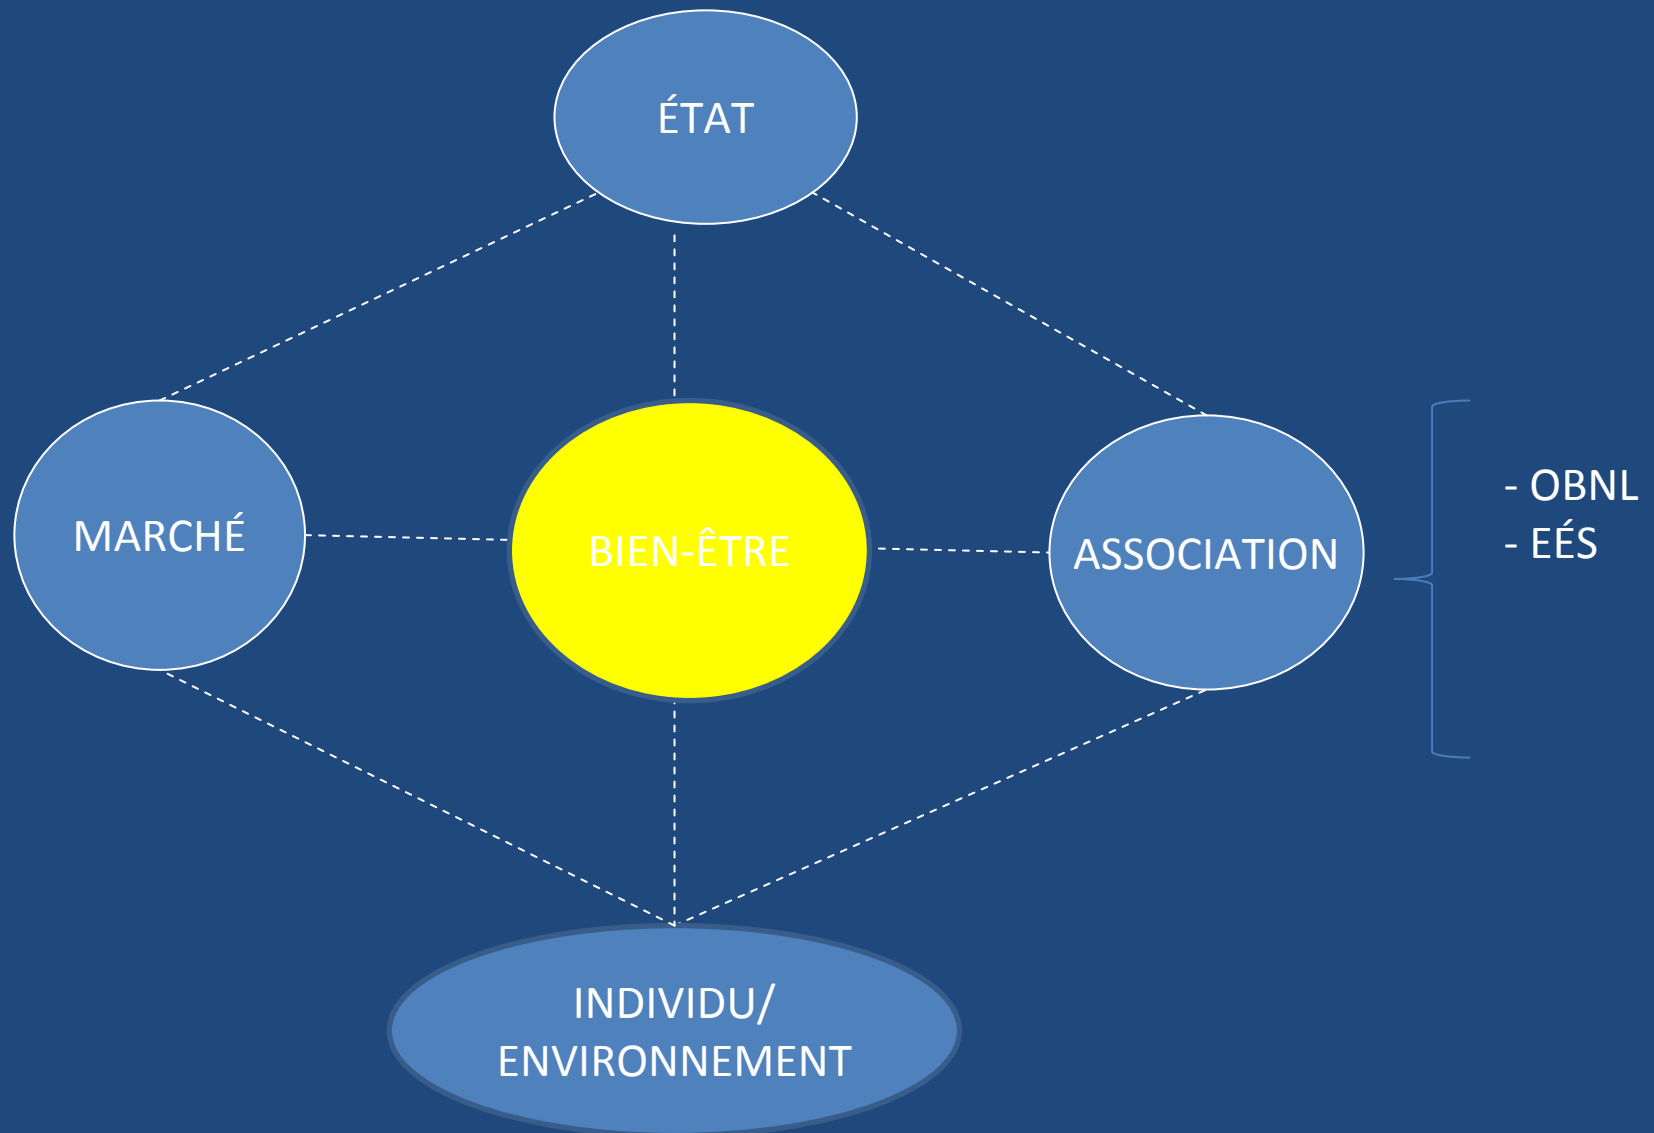 ÉTAT
MARCHÉ
BIEN-ÊTRE
ASSOCIATION
- OBNL
- EÉS
INDIVIDU/
ENVIRONNEMENT